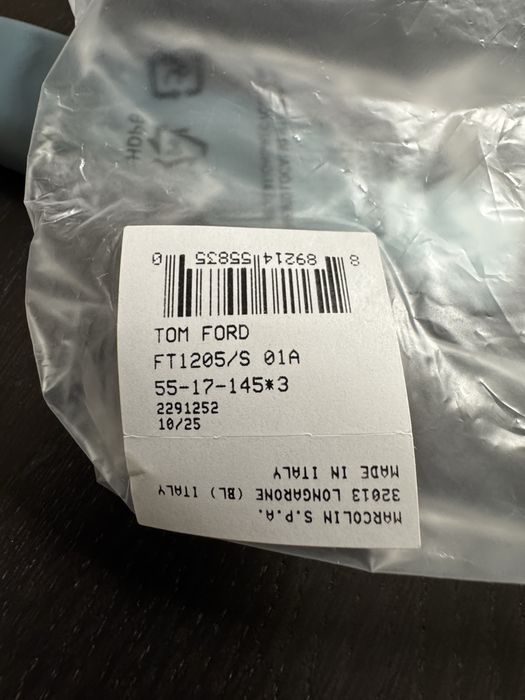 8 89214 55835 0
TOM FORD
FT1205/S 01A
55-17-145*3
2291252
10/25
MARCOLIN S.P.A.
32013 LONGARONE (BL) ITALY
MADE IN ITALY
HDPE